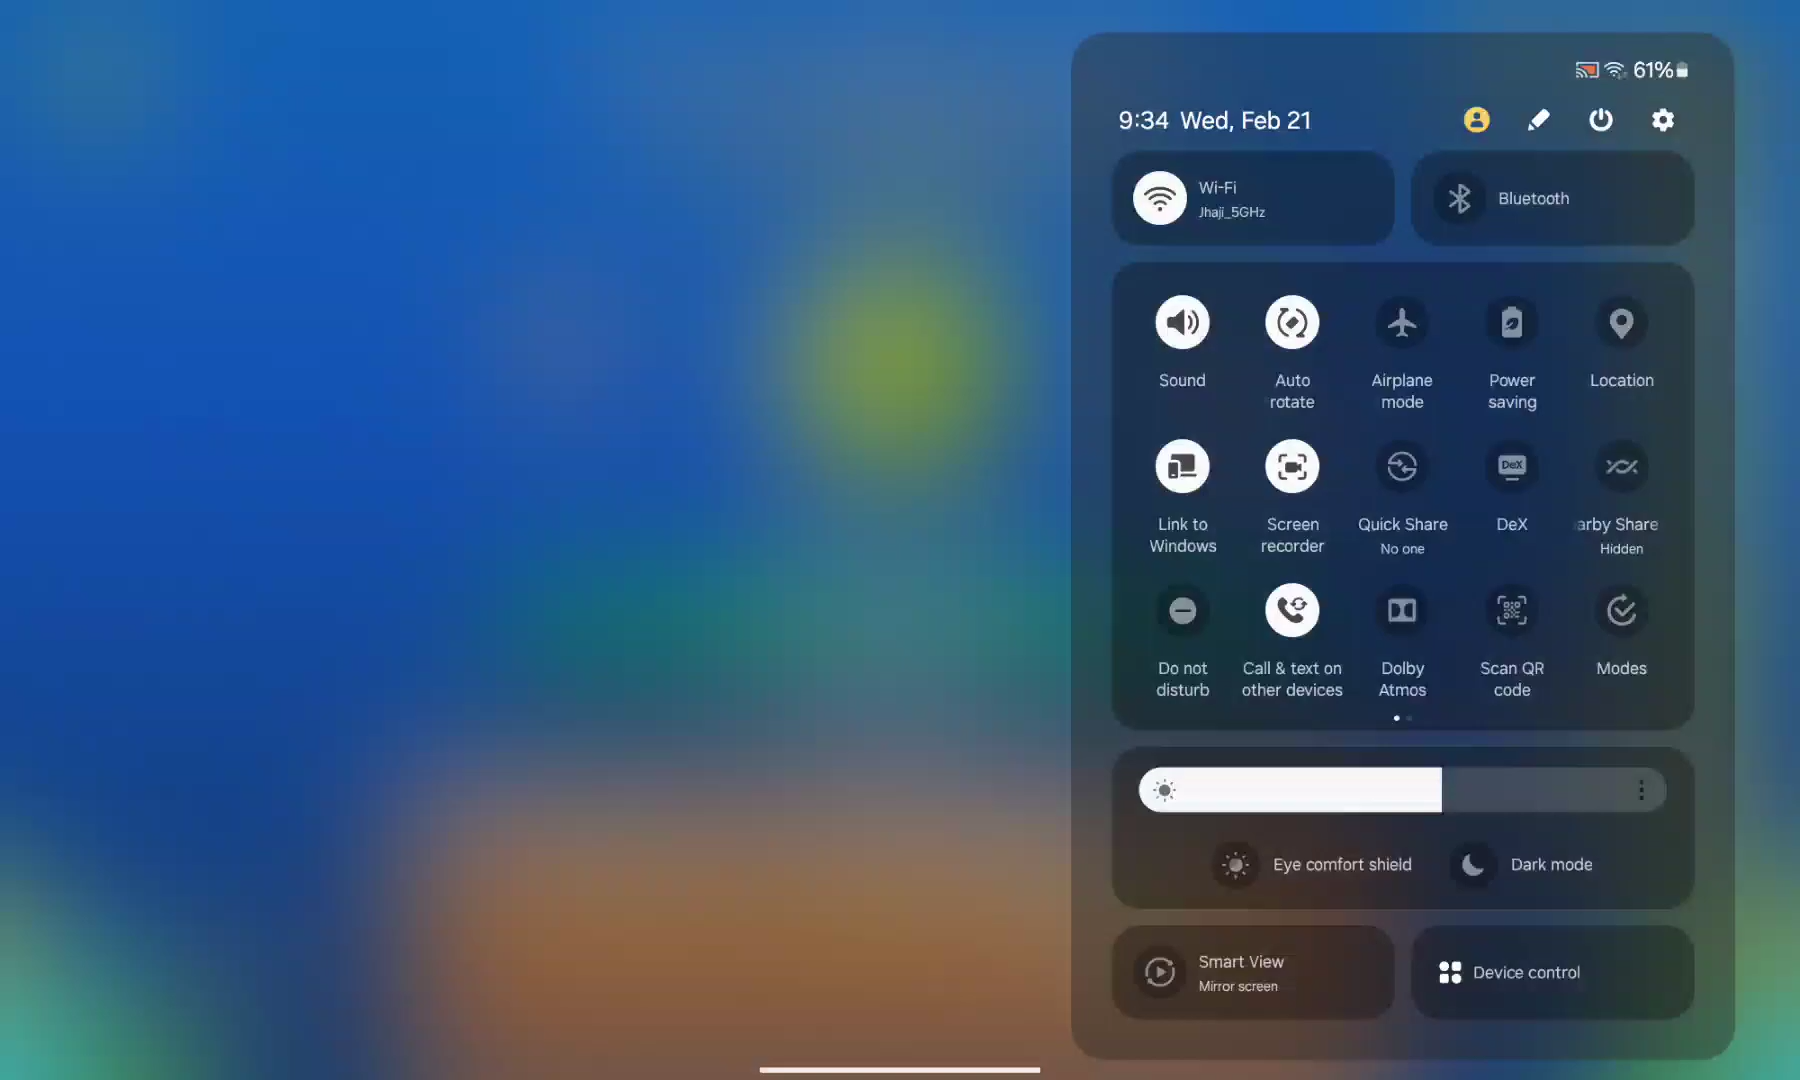 61%
9:34 Wed, Feb 21
Wi-Fi
Jhaji_5GHz
Bluetooth
Sound
Auto
rotate
Airplane
mode
Power
saving
Location
Link to
Windows
Screen
recorder
Quick Share
No one
DeX
DeX
arby Share
Hidden
Do not
disturb
Call & text on
other devices
Dolby
Atmos
Scan QR
code
Modes
Eye comfort shield
Dark mode
Smart View
Mirror screen
Device control